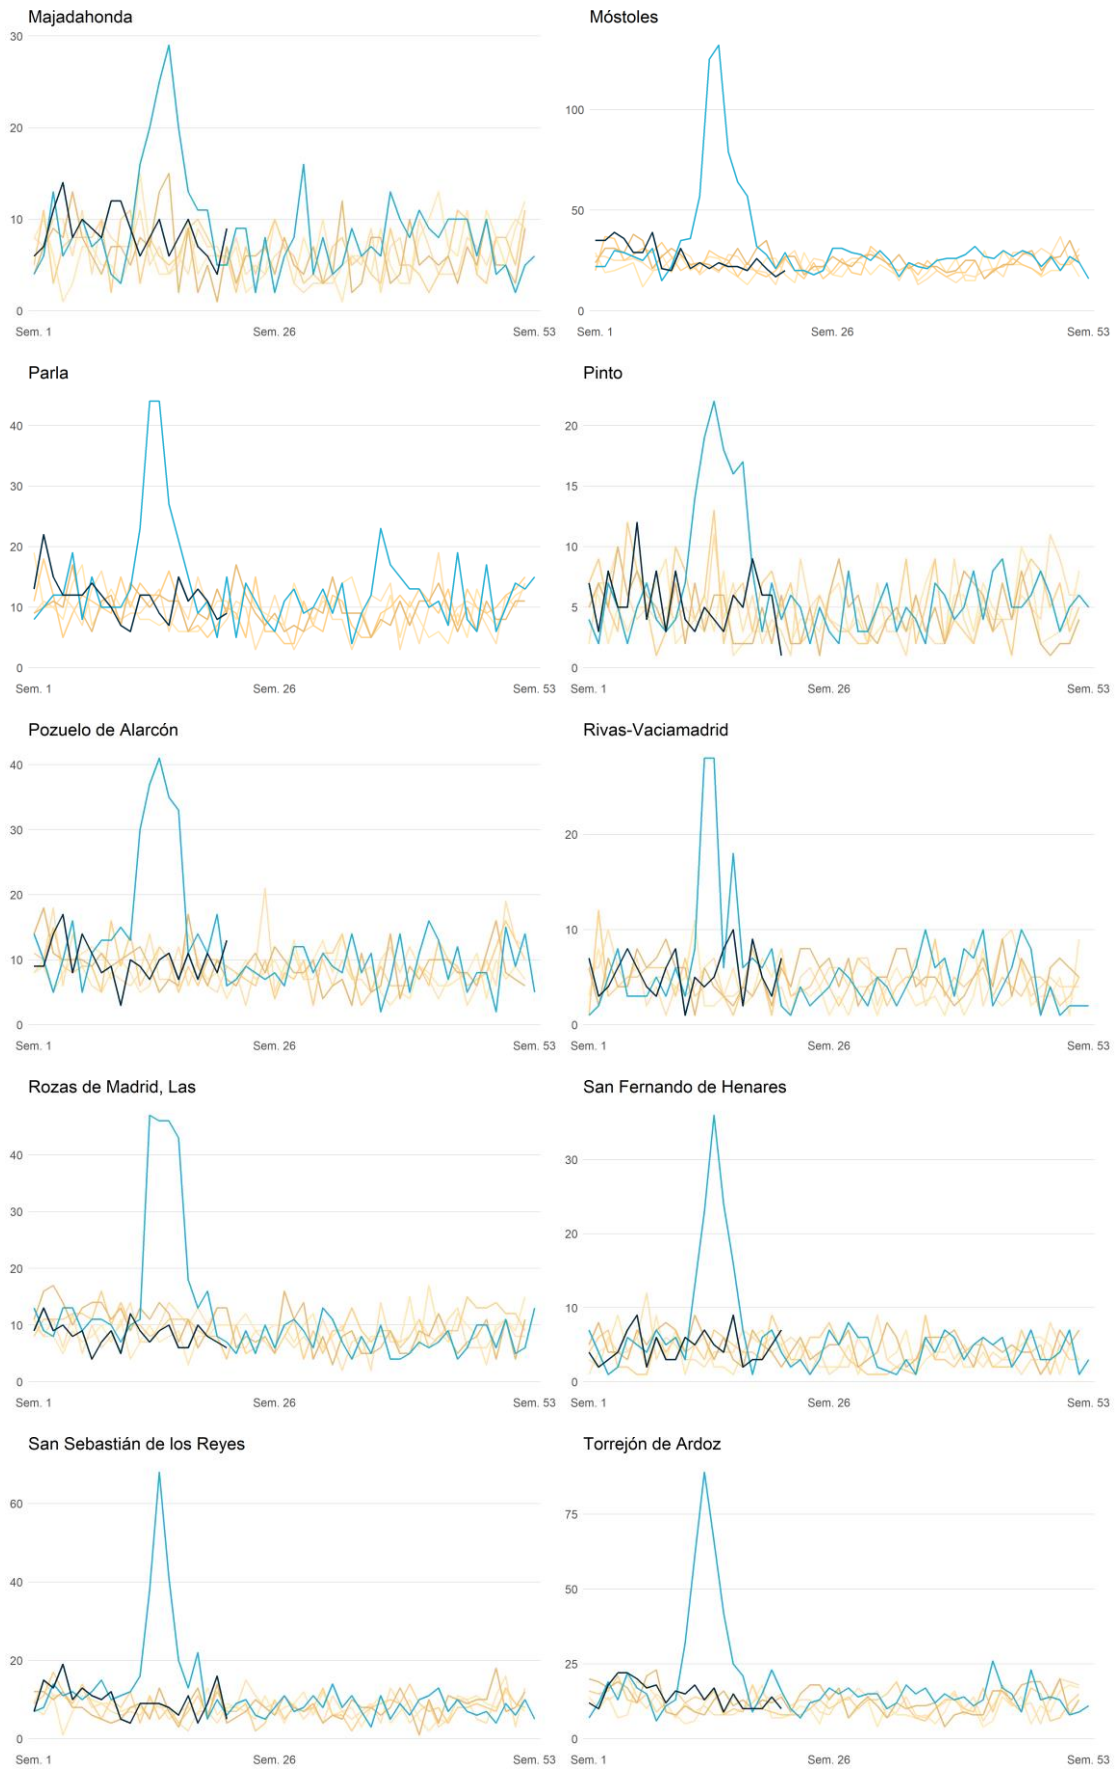 Majadahonda
30
20
10
0
Sem. 1 Sem. 26 Sem. 53
Móstoles
100
50
0
Sem. 1 Sem. 26 Sem. 53
Parla
40
30
20
10
0
Sem. 1 Sem. 26 Sem. 53
Pinto
20
15
10
5
0
Sem. 1 Sem. 26 Sem. 53
Pozuelo de Alarcón
40
30
20
10
0
Sem. 1 Sem. 26 Sem. 53
Rivas-Vaciamadrid
20
10
0
Sem. 1 Sem. 26 Sem. 53
Rozas de Madrid, Las
40
30
20
10
0
Sem. 1 Sem. 26 Sem. 53
San Fernando de Henares
30
20
10
0
Sem. 1 Sem. 26 Sem. 53
San Sebastián de los Reyes
60
40
20
0
Sem. 1 Sem. 26 Sem. 53
Torrejón de Ardoz
75
50
25
0
Sem. 1 Sem. 26 Sem. 53